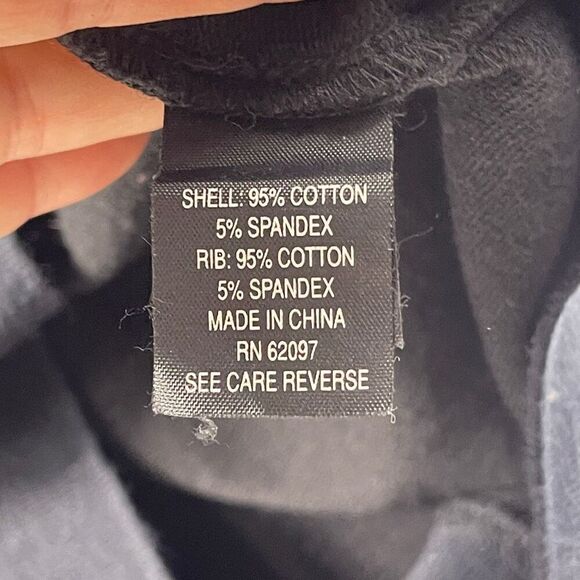 SHELL: 95% COTTON
5% SPANDEX
RIB: 95% COTTON
5% SPANDEX
MADE IN CHINA
RN 62097
SEE CARE REVERSE